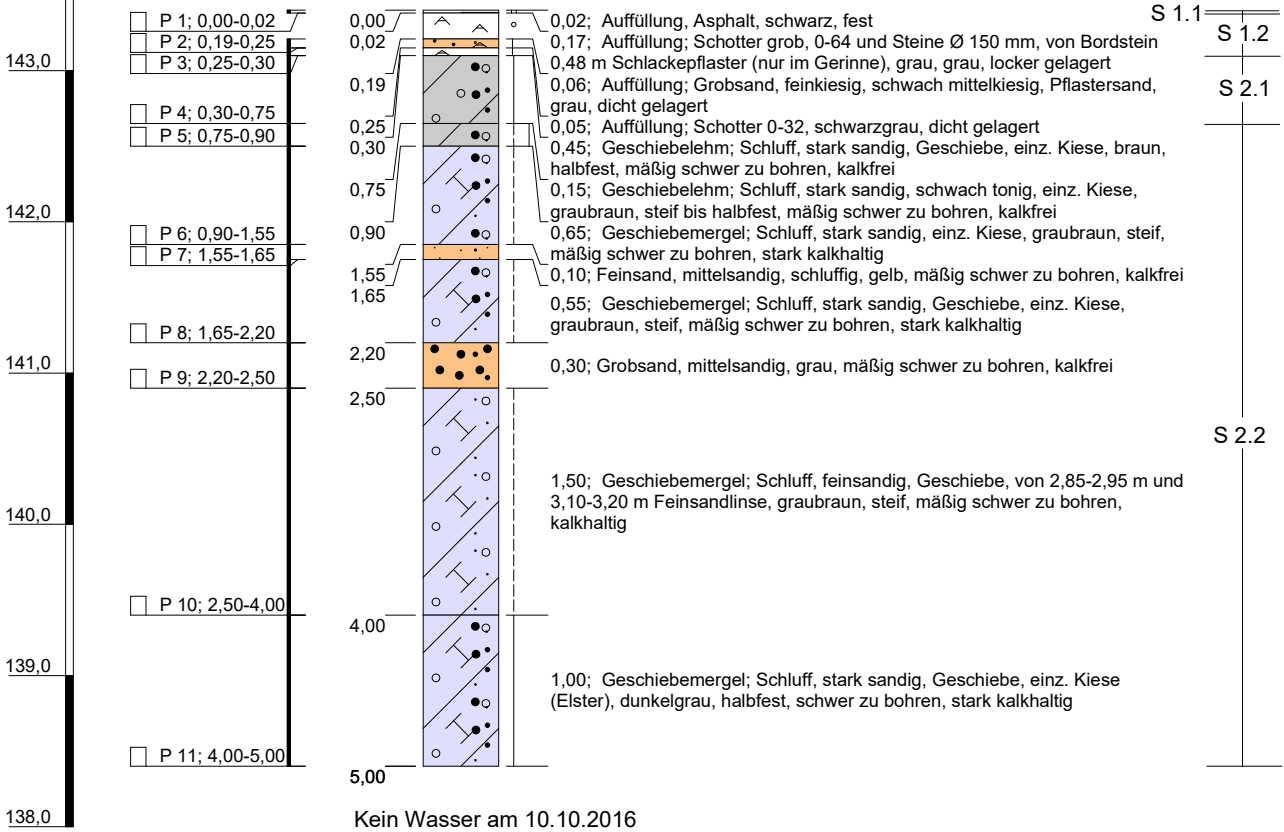 P 1; 0,00-0,02
P 2; 0,19-0,25
P 3; 0,25-0,30
P 4; 0,30-0,75
P 5; 0,75-0,90
P 6; 0,90-1,55
P 7; 1,55-1,65
P 8; 1,65-2,20
P 9; 2,20-2,50
P 10; 2,50-4,00
P 11; 4,00-5,00
143,0
142,0
141,0
140,0
139,0
138,0
0,00
0,02
0,19
0,25
0,30
0,75
0,90
1,55
1,65
2,20
2,50
4,00
5,00
0,02; Auffüllung, Asphalt, schwarz, fest
0,17; Auffüllung; Schotter grob, 0-64 und Steine Ø 150 mm, von Bordstein
0,48 m Schlackepflaster (nur im Gerinne), grau, grau, locker gelagert
0,06; Auffüllung; Grobsand, feinkiesig, schwach mittelkiesig, Pflastersand,
grau, dicht gelagert
0,05; Auffüllung; Schotter 0-32, schwarzgrau, dicht gelagert
0,45; Geschiebelehm; Schluff, stark sandig, Geschiebe, einz. Kiese, braun,
halbfest, mäßig schwer zu bohren, kalkfrei
0,15; Geschiebelehm; Schluff, stark sandig, schwach tonig, einz. Kiese,
graubraun, steif bis halbfest, mäßig schwer zu bohren, kalkfrei
0,65; Geschiebemergel; Schluff, stark sandig, einz. Kiese, graubraun, steif,
mäßig schwer zu bohren, stark kalkhaltig
0,10; Feinsand, mittelsandig, schluffig, gelb, mäßig schwer zu bohren, kalkfrei
0,55; Geschiebemergel; Schluff, stark sandig, Geschiebe, einz. Kiese,
graubraun, steif, mäßig schwer zu bohren, stark kalkhaltig
0,30; Grobsand, mittelsandig, grau, mäßig schwer zu bohren, kalkfrei
1,50; Geschiebemergel; Schluff, feinsandig, Geschiebe, von 2,85-2,95 m und
3,10-3,20 m Feinsandlinse, graubraun, steif, mäßig schwer zu bohren,
kalkhaltig
1,00; Geschiebemergel; Schluff, stark sandig, Geschiebe, einz. Kiese
(Elster), dunkelgrau, halbfest, schwer zu bohren, stark kalkhaltig
S 1.1
S 1.2
S 2.1
S 2.2
Kein Wasser am 10.10.2016